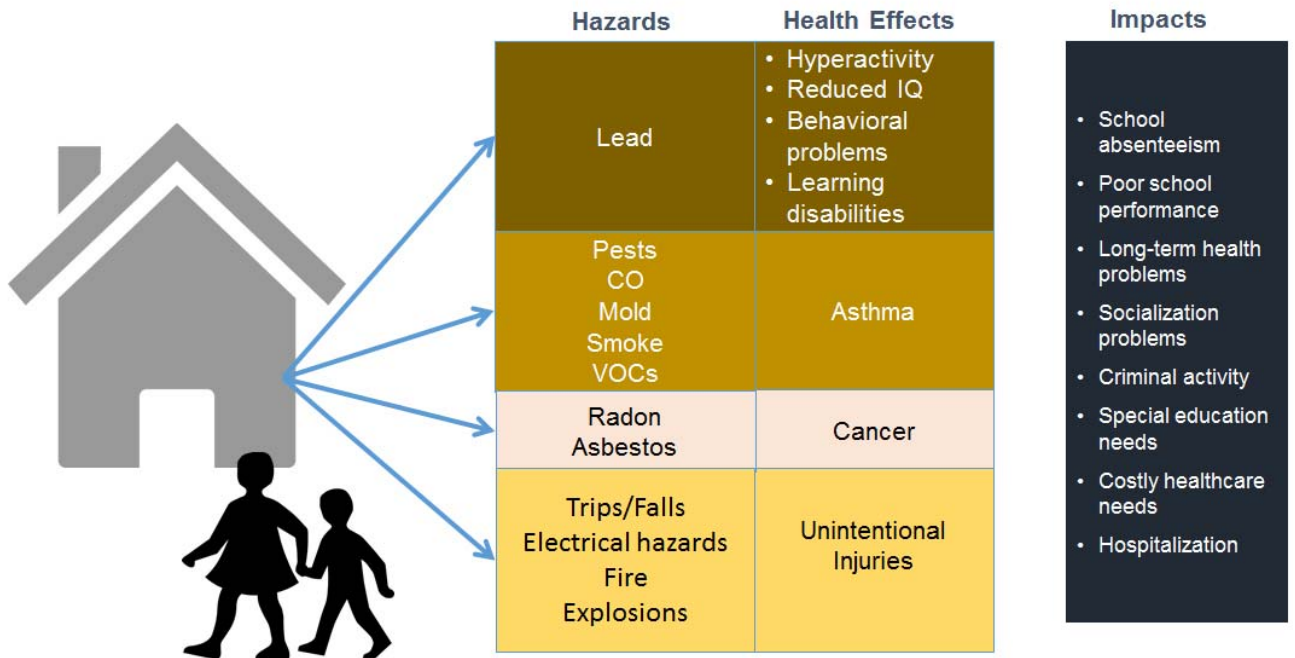 Hazards
Health Effects
Impacts
Lead
• Hyperactivity
• Reduced IQ
• Behavioral
problems
• Learning
disabilities
Pests
CO
Mold
Smoke
VOCs
Asthma
Radon
Asbestos
Cancer
Trips/Falls
Electrical hazards
Fire
Explosions
Unintentional
Injuries
• School
absenteeism
• Poor school
performance
• Long-term health
problems
• Socialization
problems
• Criminal activity
• Special education
needs
• Costly healthcare
needs
• Hospitalization